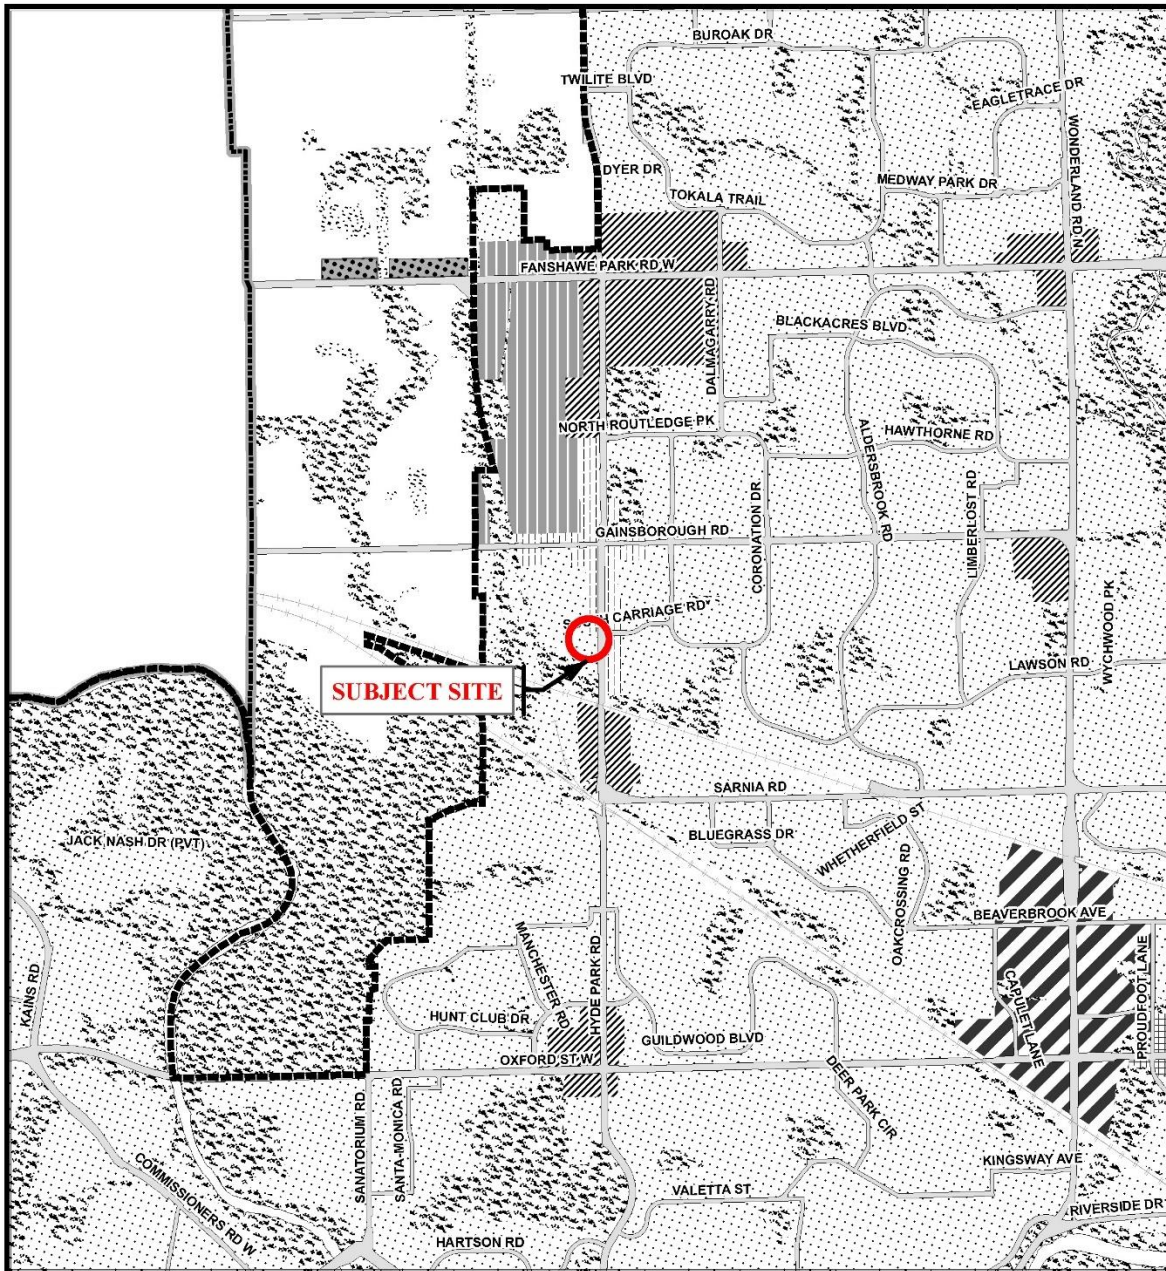 BUROAK DR
TWILITE BLVD
EAGLETRACE DR
WONDERLAND RD N
DYER DR
MEDWAY PARK DR
TOKALA TRAIL
FANSHAWE PARK RD W
DALMAGARRY RD
BLACKACRES BLVD
NORTH ROUTLEDGE PK
ALDERSBROOK RD
HAWTHORNE RD
LIMBERLOST RD
CORONATION DR
GAINSBOROUGH RD
WYCHWOOD PK
CARRIAGE RD
LAWSON RD
SUBJECT SITE
SARNIA RD
JACK NASH DR (PVT)
BLUEGRASS DR
WHETHERFIELD ST
OAKCROSSING RD
BEAVERBROOK AVE
MANCHESTER RD
HYDE PARK RD
KAINS RD
CAPULET LANE
PROUDFOOT LANE
HUNT CLUB DR
GUILDWOOD BLVD
OXFORD ST W
DEER PARK CIR
SANATORIUM RD
SANTA-MONICA RD
COMMISSIONERS RD W
KINGSWAY AVE
VALETTA ST
RIVERSIDE DR
HARTSON RD